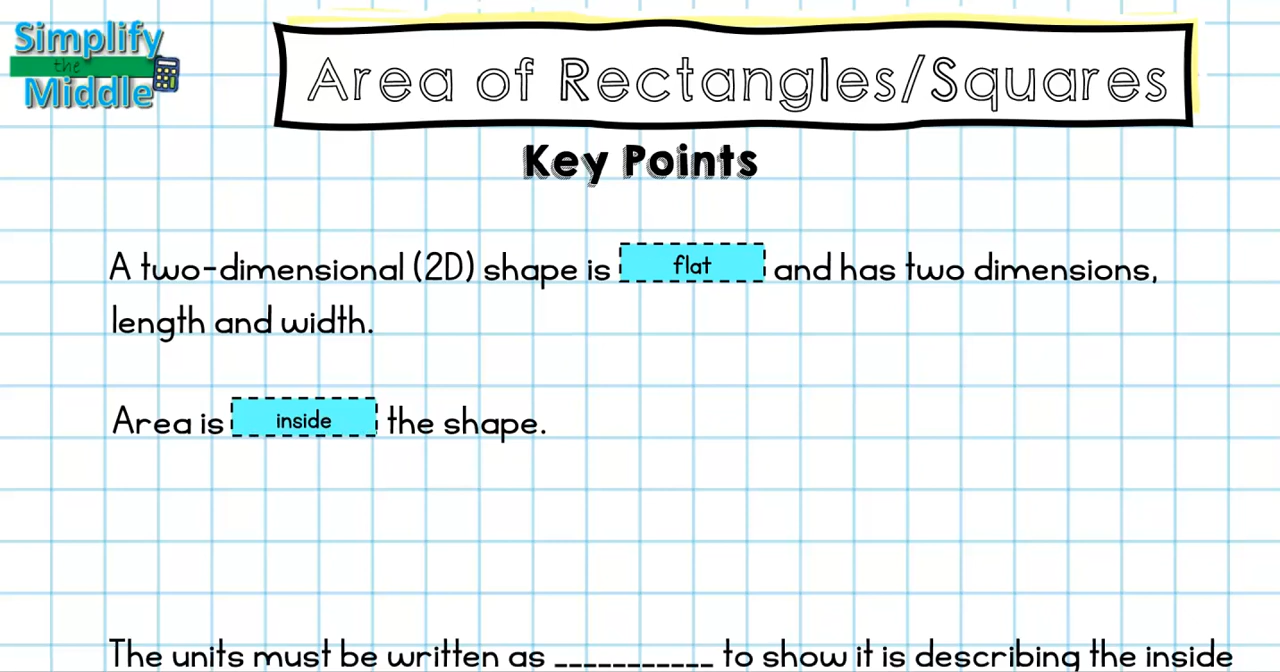 Simplify
the
Middle
Area of Rectangles/Squares
Key Points
A two-dimensional (2D) shape is flat and has two dimensions,
length and width.
Area is inside the shape.
The units must be written as ___________ to show it is describing the inside